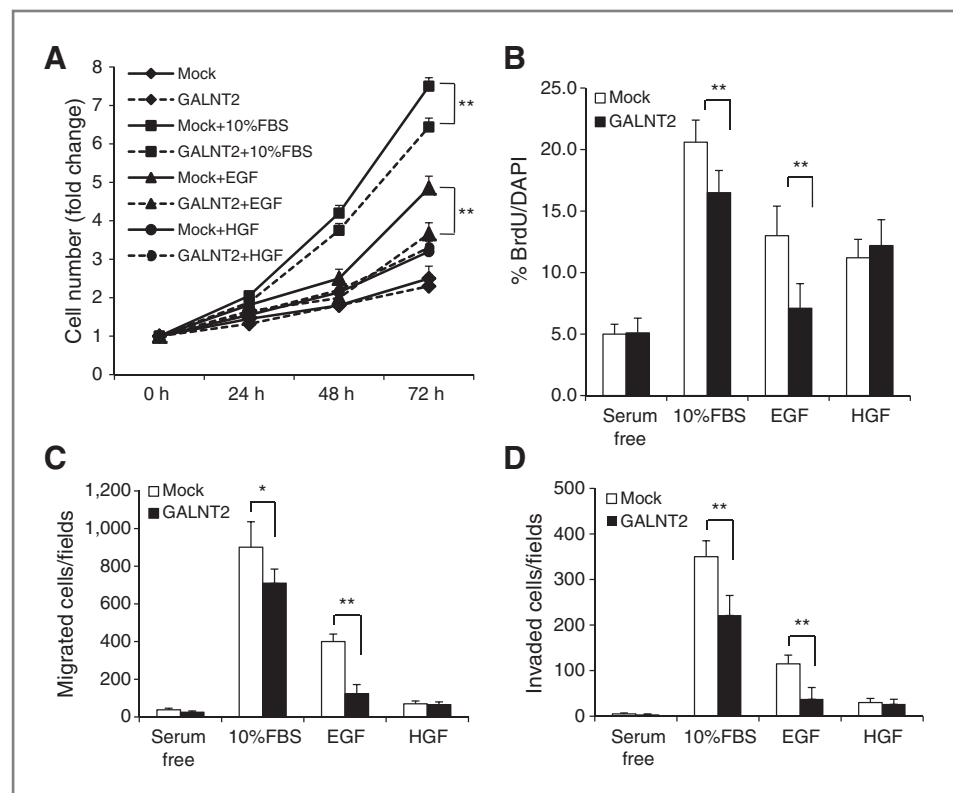 A
Cell number (fold change)
8
7
6
5
4
3
2
1
0
Mock
GALNT2
Mock+10%FBS
GALNT2+10%FBS
Mock+EGF
GALNT2+EGF
Mock+HGF
GALNT2+HGF
**
**
0 h 24 h 48 h 72 h
B
% BrdU/DAPI
25.0
20.0
15.0
10.0
5.0
0.0
Mock
GALNT2
**
**
Serum free 10%FBS EGF HGF
C
Migrated cells/fields
1,200
1,000
800
600
400
200
0
Mock
GALNT2
*
**
Serum free 10%FBS EGF HGF
D
Invaded cells/fields
500
400
300
200
100
0
Mock
GALNT2
**
**
Serum free 10%FBS EGF HGF